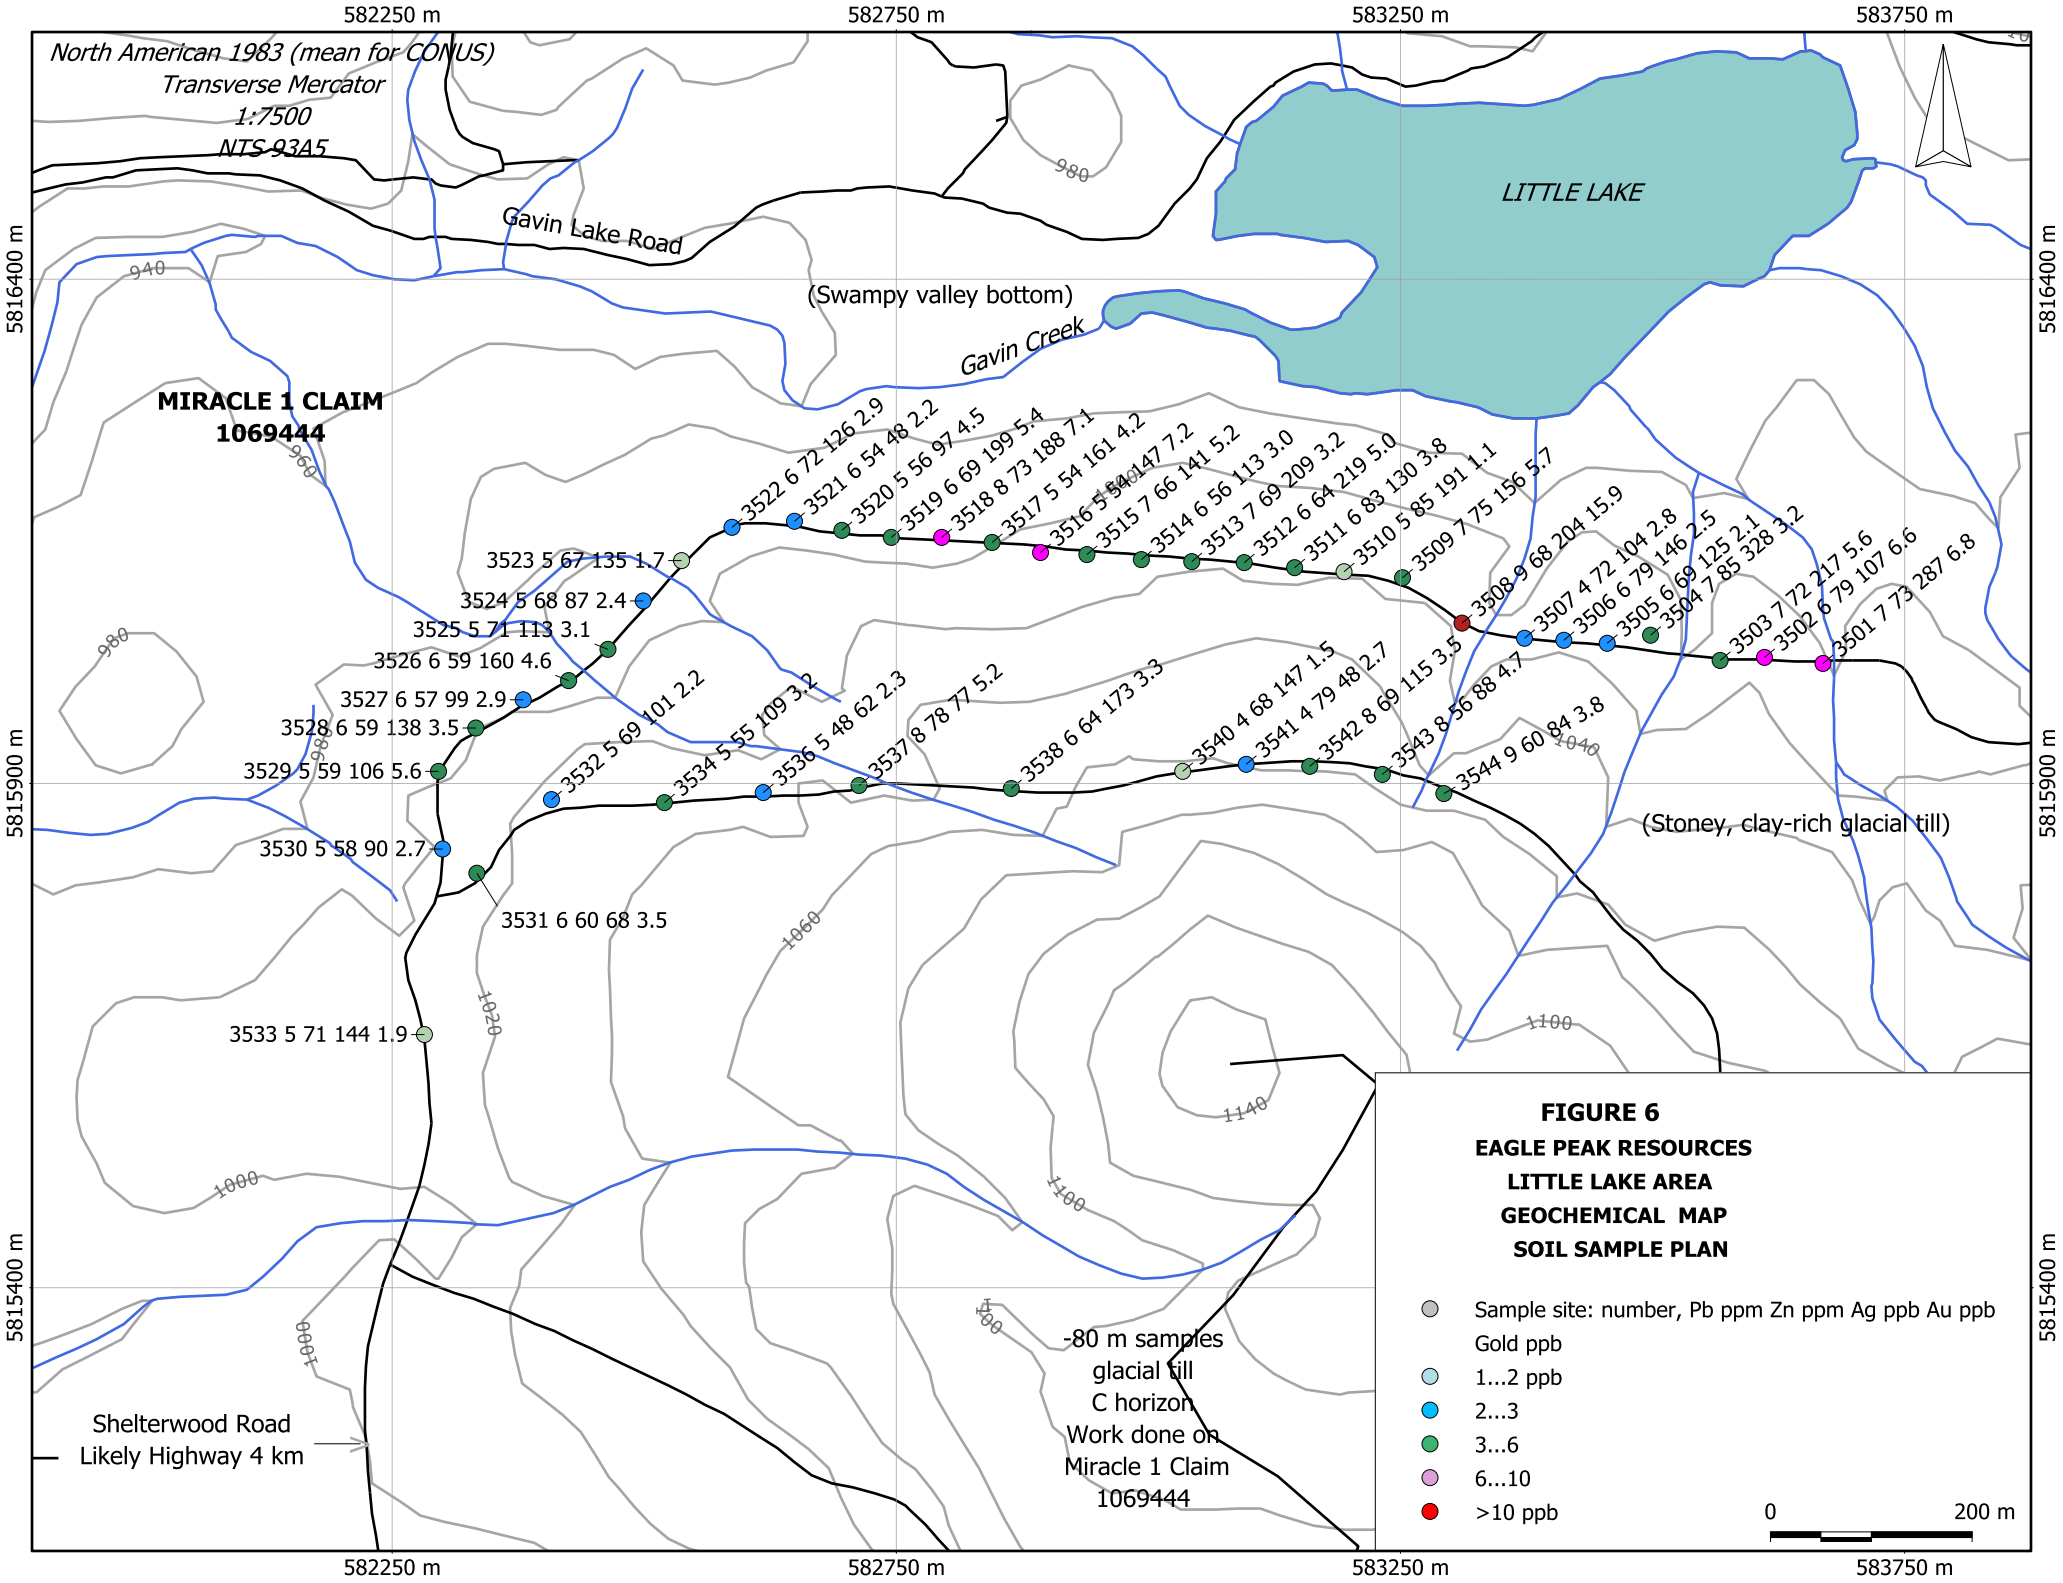 582250 m
582750 m
583250 m
583750 m
North American 1983 (mean for CONUS)
Transverse Mercator
1:7500
NTS 93A5
980
LITTLE LAKE
Gavin Lake Road
5816400 m
5816400 m
940
(Swampy valley bottom)
Gavin Creek
MIRACLE 1 CLAIM
1069444
960
3522 6 72 126 2.9
3521 6 54 48 2.2
3520 5 56 97 4.5
3519 6 69 199 5.4
3518 8 73 188 7.1
3517 5 54 161 4.2
3516 5 54 147 7.2
3515 7 66 141 5.2
3514 6 56 113 3.0
3513 7 69 209 3.2
3512 6 64 219 5.0
3511 6 83 130 3.8
3510 5 85 191 1.1
3509 7 75 156 5.7
3508 9 68 204 15.9
3507 4 72 104 2.8
3506 6 79 146 2.5
3505 6 69 125 2.1
3504 7 85 328 3.2
3503 7 72 217 5.6
3502 6 79 107 6.6
3501 7 73 287 6.8
3523 5 67 135 1.7
3524 5 68 87 2.4
3525 5 71 113 3.1
3526 6 59 160 4.6
3527 6 57 99 2.9
3528 6 59 138 3.5
3529 5 59 106 5.6
980
980
3532 5 69 101 2.2
3534 5 55 109 3.2
3536 5 48 62 2.3
3537 8 78 77 5.2
3538 6 64 173 3.3
3540 4 68 147 1.5
3541 4 79 48 2.7
3542 8 69 115 3.5
3543 8 56 88 4.7
3544 9 60 84 3.8
1040
5815900 m
5815900 m
(Stoney, clay-rich glacial till)
3530 5 58 90 2.7
3531 6 60 68 3.5
1060
1020
1100
3533 5 71 144 1.9
1140
1000
1100
FIGURE 6
EAGLE PEAK RESOURCES
LITTLE LAKE AREA
GEOCHEMICAL MAP
SOIL SAMPLE PLAN
5815400 m
5815400 m
1100
1000
-80 m samples
glacial till
C horizon
Work done on
Miracle 1 Claim
1069444
Shelterwood Road
Likely Highway 4 km
Sample site: number, Pb ppm Zn ppm Ag ppb Au ppb
Gold ppb
1...2 ppb
2...3
3...6
6...10
>10 ppb
0 200 m
582250 m
582750 m
583250 m
583750 m